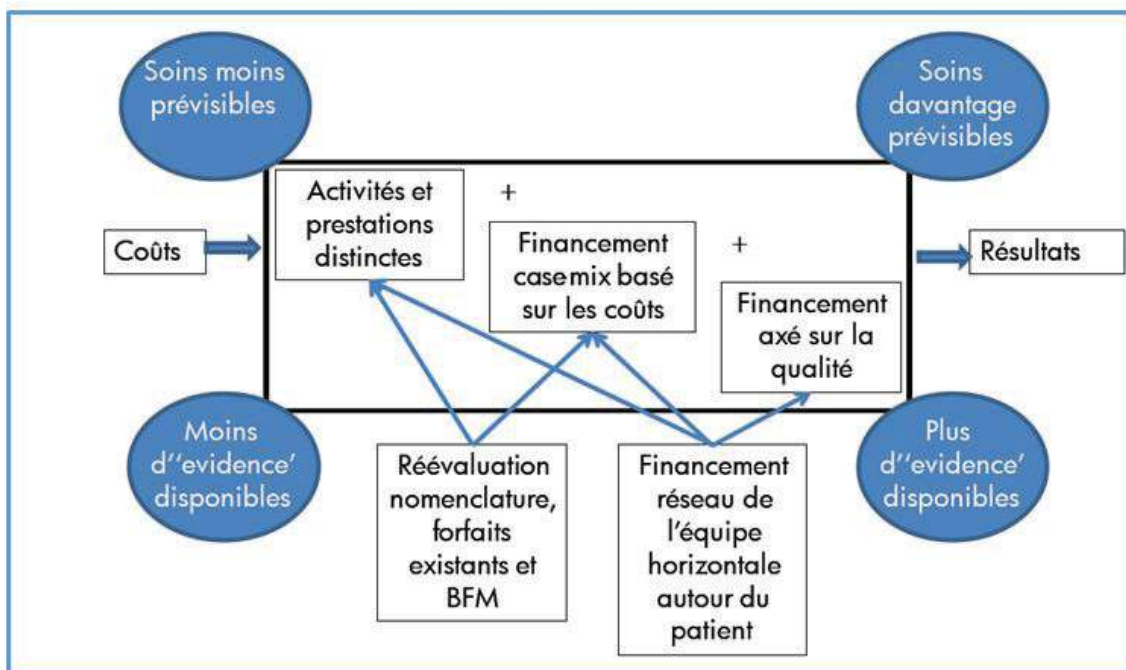 Soins moins
prévisibles
Soins
davantage
prévisibles
Activités et
prestations
distinctes
+
Coûts
Financement
casemix basé
sur les coûts
+
Résultats
Financement
axé sur la
qualité
Moins
d''evidence'
disponibles
Réévaluation
nomenclature,
forfaits
existants et
BFM
Financement
réseau de
l'équipe
horizontale
autour du
patient
Plus
d''evidence'
disponibles